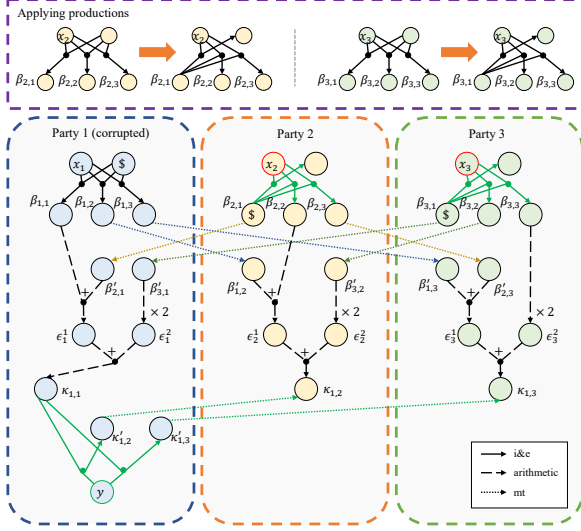 Applying productions
x₂ x₃
β₂,₁ β₂,₂ β₂,₃ β₂,₁ β₂,₂ β₂,₃ β₃,₁ β₃,₂ β₃,₃ β₃,₁ β₃,₂ β₃,₃
Party 1 (corrupted) Party 2 Party 3
x₁ $ x₂ x₃
β₁,₁ β₁,₂ β₁,₃ β₂,₁ β₂,₂ β₂,₃ β₃,₁ β₃,₂ β₃,₃
$ $
β′₂,₁ β′₃,₁ β′₁,₂ β′₃,₂ β′₁,₃ β′₂,₃
+ × 2 + × 2 + × 2
ϵ₁¹ ϵ₁² ϵ₂¹ ϵ₂² ϵ₃¹ ϵ₃²
+ + +
κ₁,₁ κ₁,₂ κ₁,₃
κ′₁,₂ κ′₁,₃
y
i&e
arithmetic
mt